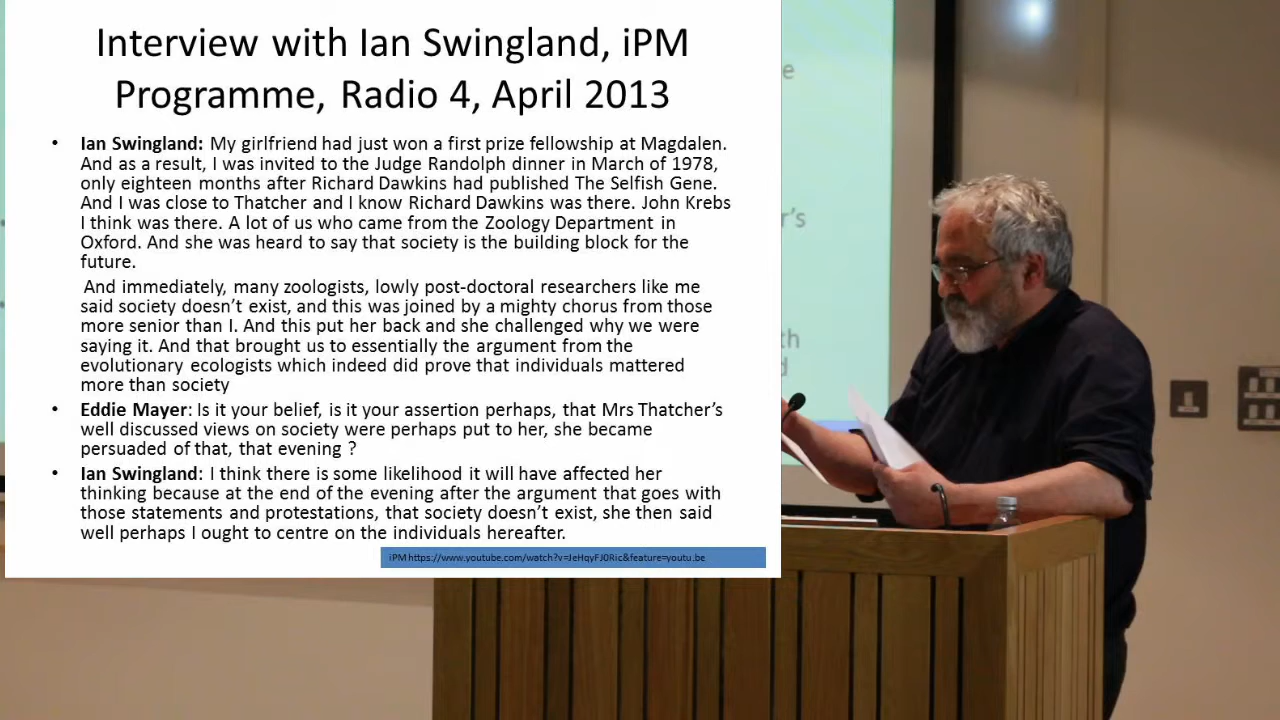 Interview with Ian Swingland, iPM
Programme, Radio 4, April 2013
• Ian Swingland: My girlfriend had just won a first prize fellowship at Magdalen.
And as a result, I was invited to the Judge Randolph dinner in March of 1978,
only eighteen months after Richard Dawkins had published The Selfish Gene.
And I was close to Thatcher and I know Richard Dawkins was there. John Krebs
I think was there. A lot of us who came from the Zoology Department in
Oxford. And she was heard to say that society is the building block for the
future.
And immediately, many zoologists, lowly post-doctoral researchers like me
said society doesn’t exist, and this was joined by a mighty chorus from those
more senior than I. And this put her back and she challenged why we were
saying it. And that brought us to essentially the argument from the
evolutionary ecologists which indeed did prove that individuals mattered
more than society
• Eddie Mayer: Is it your belief, is it your assertion perhaps, that Mrs Thatcher’s
well discussed views on society were perhaps put to her, she became
persuaded of that, that evening ?
• Ian Swingland: I think there is some likelihood it will have affected her
thinking because at the end of the evening after the argument that goes with
those statements and protestations, that society doesn’t exist, she then said
well perhaps I ought to centre on the individuals hereafter.
iPM https://www.youtube.com/watch?v=JeHqyFJ0Ric&feature=youtu.be
e
r’s
th
d